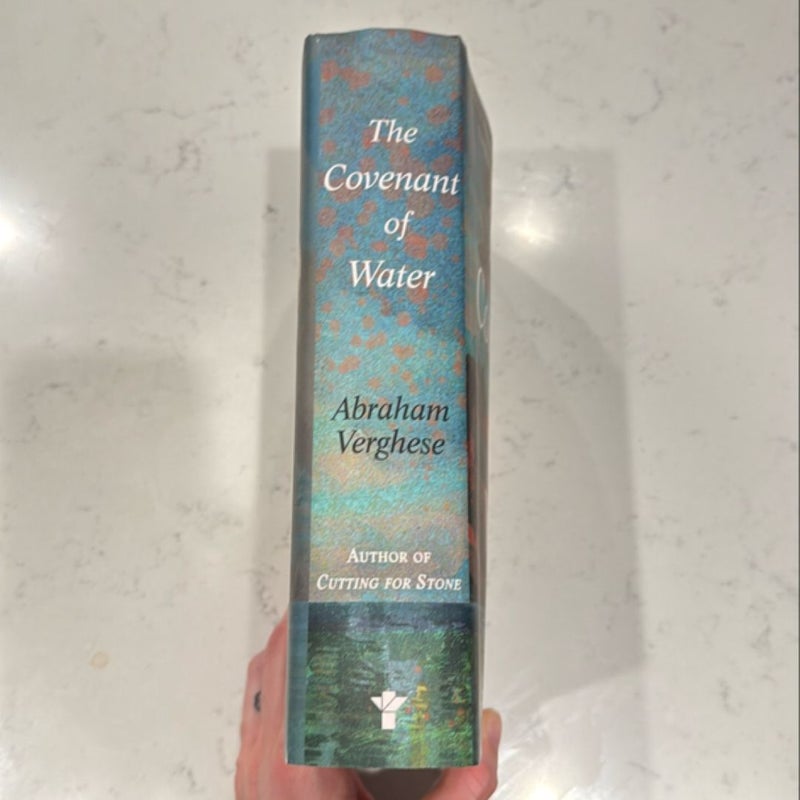 The
Covenant
of
Water
Abraham
Verghese
AUTHOR OF
CUTTING FOR STONE